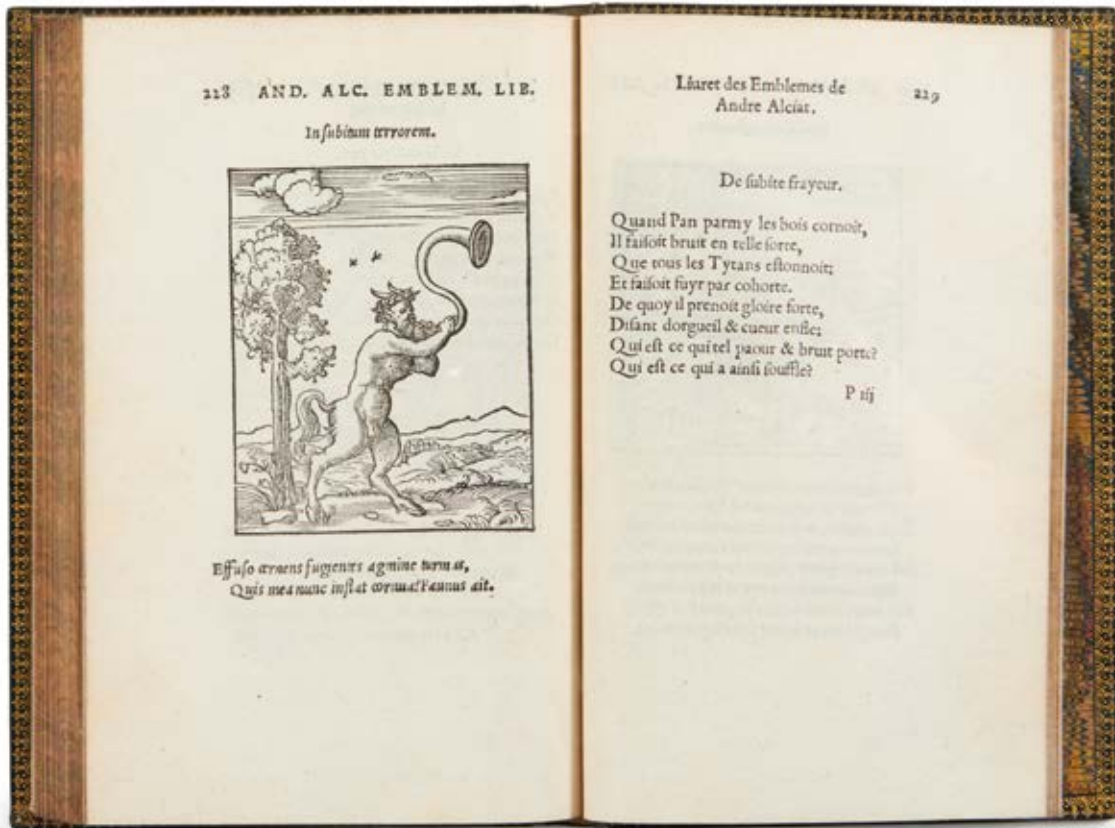 228 AND. ALC. EMBLEM. LIB.
In subitum terrorem.
Effuso cernens fugientes agmine turmas,
Quis mea nunc inflat cornua? Faunus ait.
Liuret des Emblemes de 229
Andre Alciat.
De subite frayeur.
Quand Pan parmy les bois cornoit,
Il faisoit bruit en telle sorte,
Que tous les Tytans estonnoit;
Et faisoit fuyr par cohorte.
De quoy il prenoit gloire forte,
Disant dorgueil & cueur enfle:
Qui est ce qui tel paour & bruit porte?
Qui est ce qui a ainsi souffle?
P iij